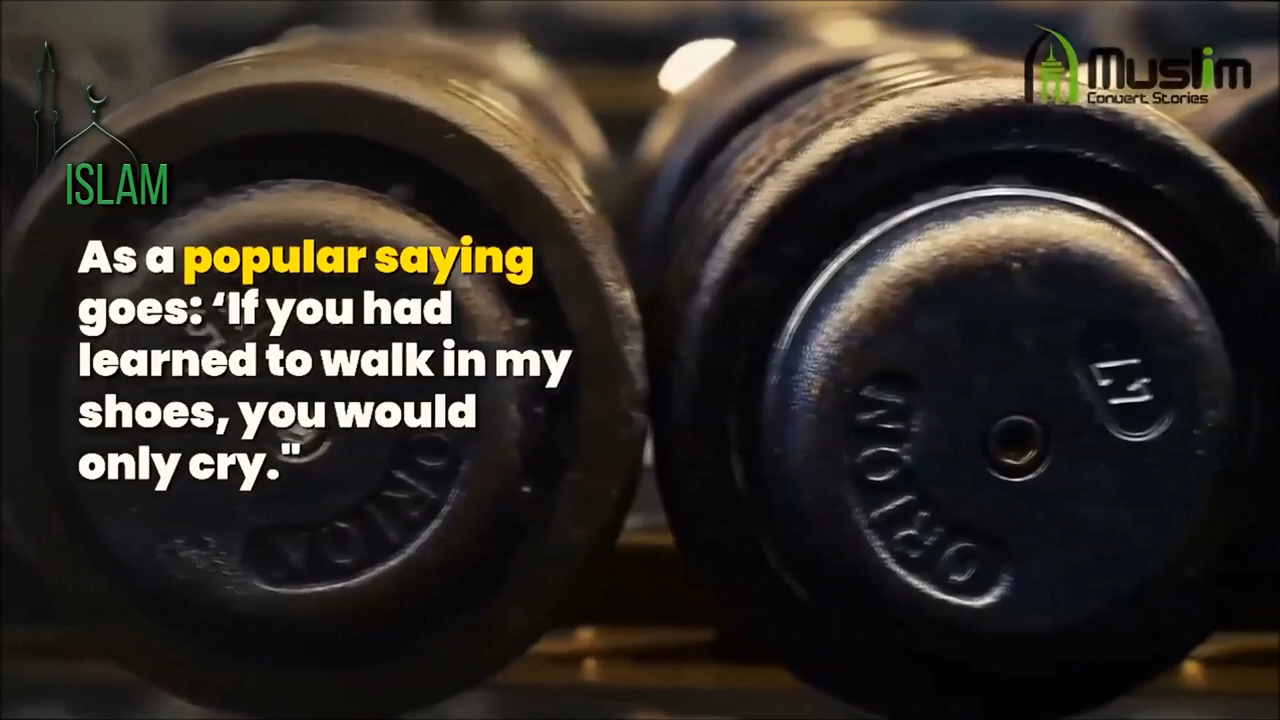 ISLAM
Muslim
Convert Stories
As a popular saying
goes: ‘If you had
learned to walk in my
shoes, you would
only cry."
ORION
ORION